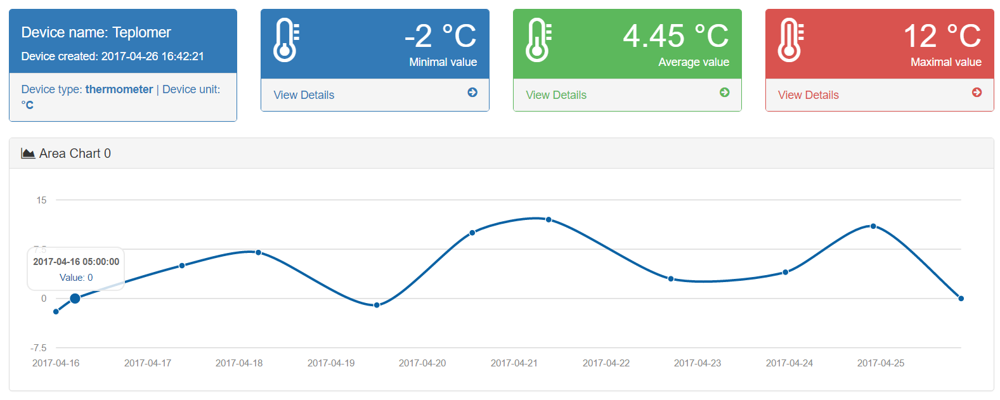 Device name: Teplomer
Device created: 2017-04-26 16:42:21
Device type: thermometer | Device unit:
°C
-2 °C
Minimal value
View Details
4.45 °C
Average value
View Details
12 °C
Maximal value
View Details
Area Chart 0
15
7.5
2017-04-16 05:00:00
Value: 0
0
-7.5
2017-04-16 2017-04-17 2017-04-18 2017-04-19 2017-04-20 2017-04-21 2017-04-22 2017-04-23 2017-04-24 2017-04-25